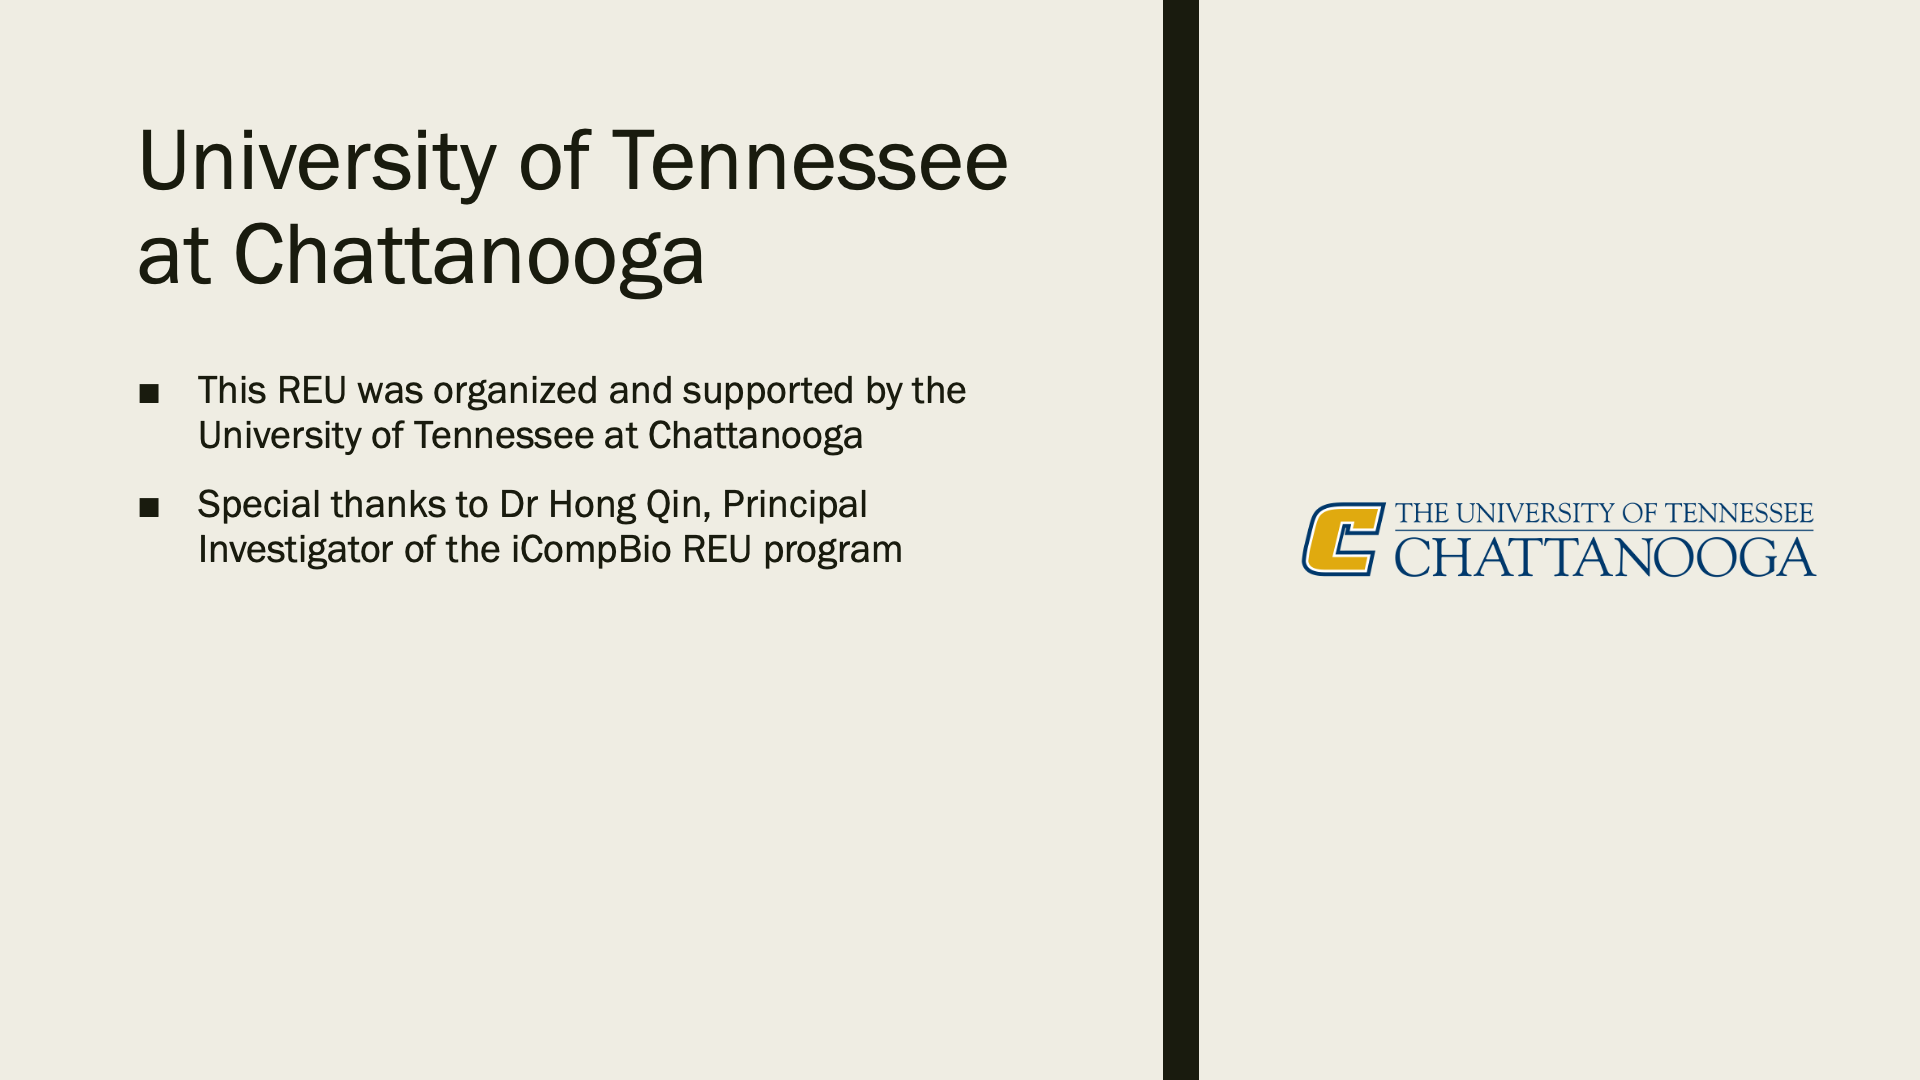 University of Tennessee
at Chattanooga
■ This REU was organized and supported by the
University of Tennessee at Chattanooga
■ Special thanks to Dr Hong Qin, Principal
Investigator of the iCompBio REU program
C
THE UNIVERSITY OF TENNESSEE
CHATTANOOGA